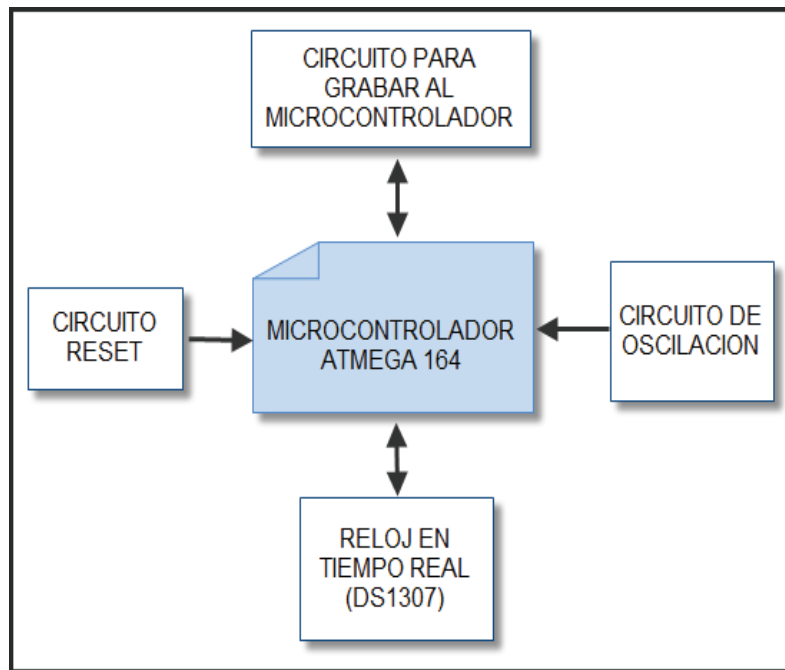 CIRCUITO PARA
GRABAR AL
MICROCONTROLADOR
CIRCUITO
RESET
MICROCONTROLADOR
ATMEGA 164
CIRCUITO DE
OSCILACION
RELOJ EN
TIEMPO REAL
(DS1307)